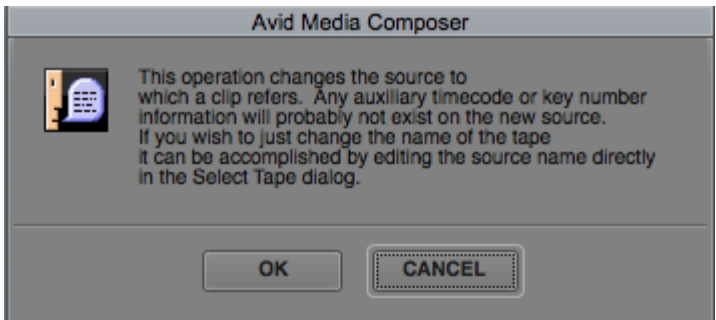 Avid Media Composer
This operation changes the source to
which a clip refers.  Any auxiliary timecode or key number
information will probably not exist on the new source.
If you wish to just change the name of the tape
it can be accomplished by editing the source name directly
in the Select Tape dialog.
OK
CANCEL